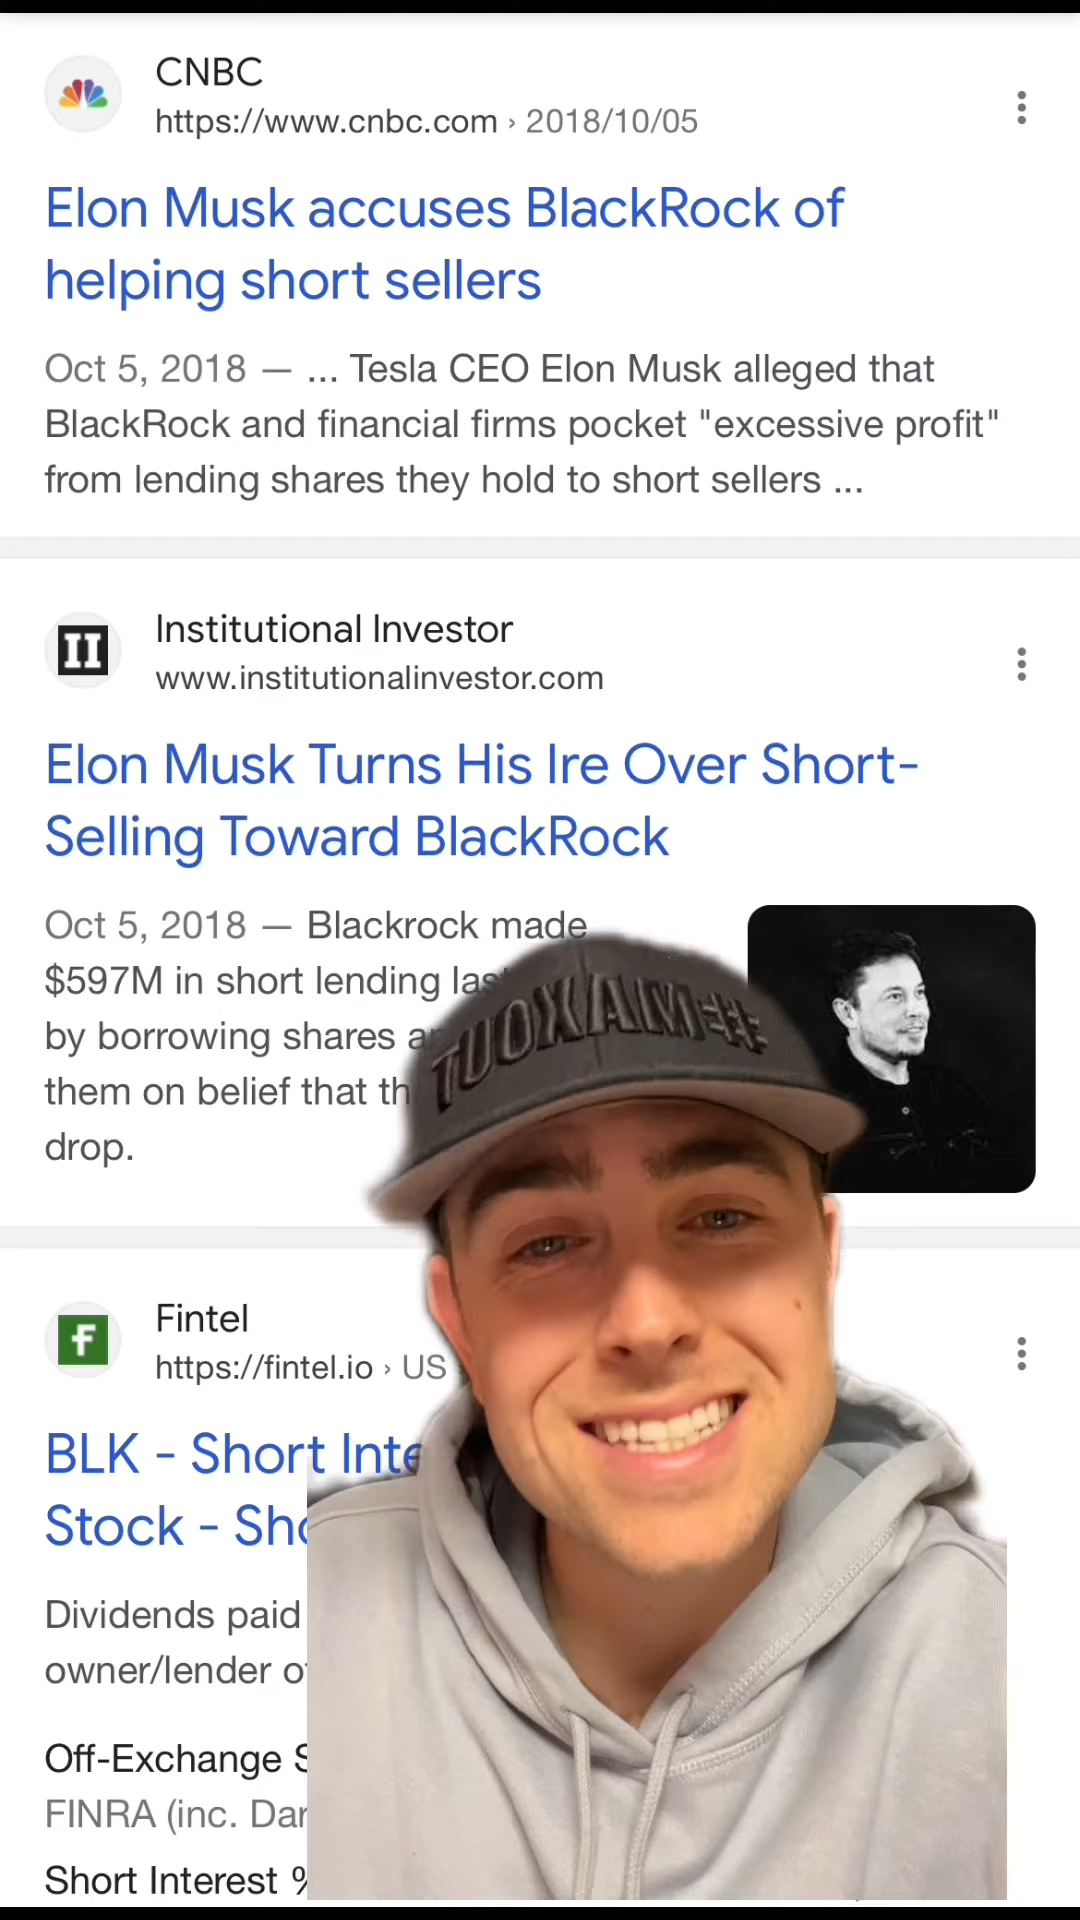 CNBC
https://www.cnbc.com › 2018/10/05
Elon Musk accuses BlackRock of
helping short sellers
Oct 5, 2018 — ... Tesla CEO Elon Musk alleged that
BlackRock and financial firms pocket "excessive profit"
from lending shares they hold to short sellers ...
II
Institutional Investor
www.institutionalinvestor.com
Elon Musk Turns His Ire Over Short-
Selling Toward BlackRock
Oct 5, 2018 — Blackrock made
$597M in short lending
by borrowing shares
them on belief that
drop.
TUOXAM#
f
Fintel
https://fintel.io › US
BLK - Short
Stock -
Dividends paid
owner/lender
Off-Exchange
FINRA (inc.
Short Interest %